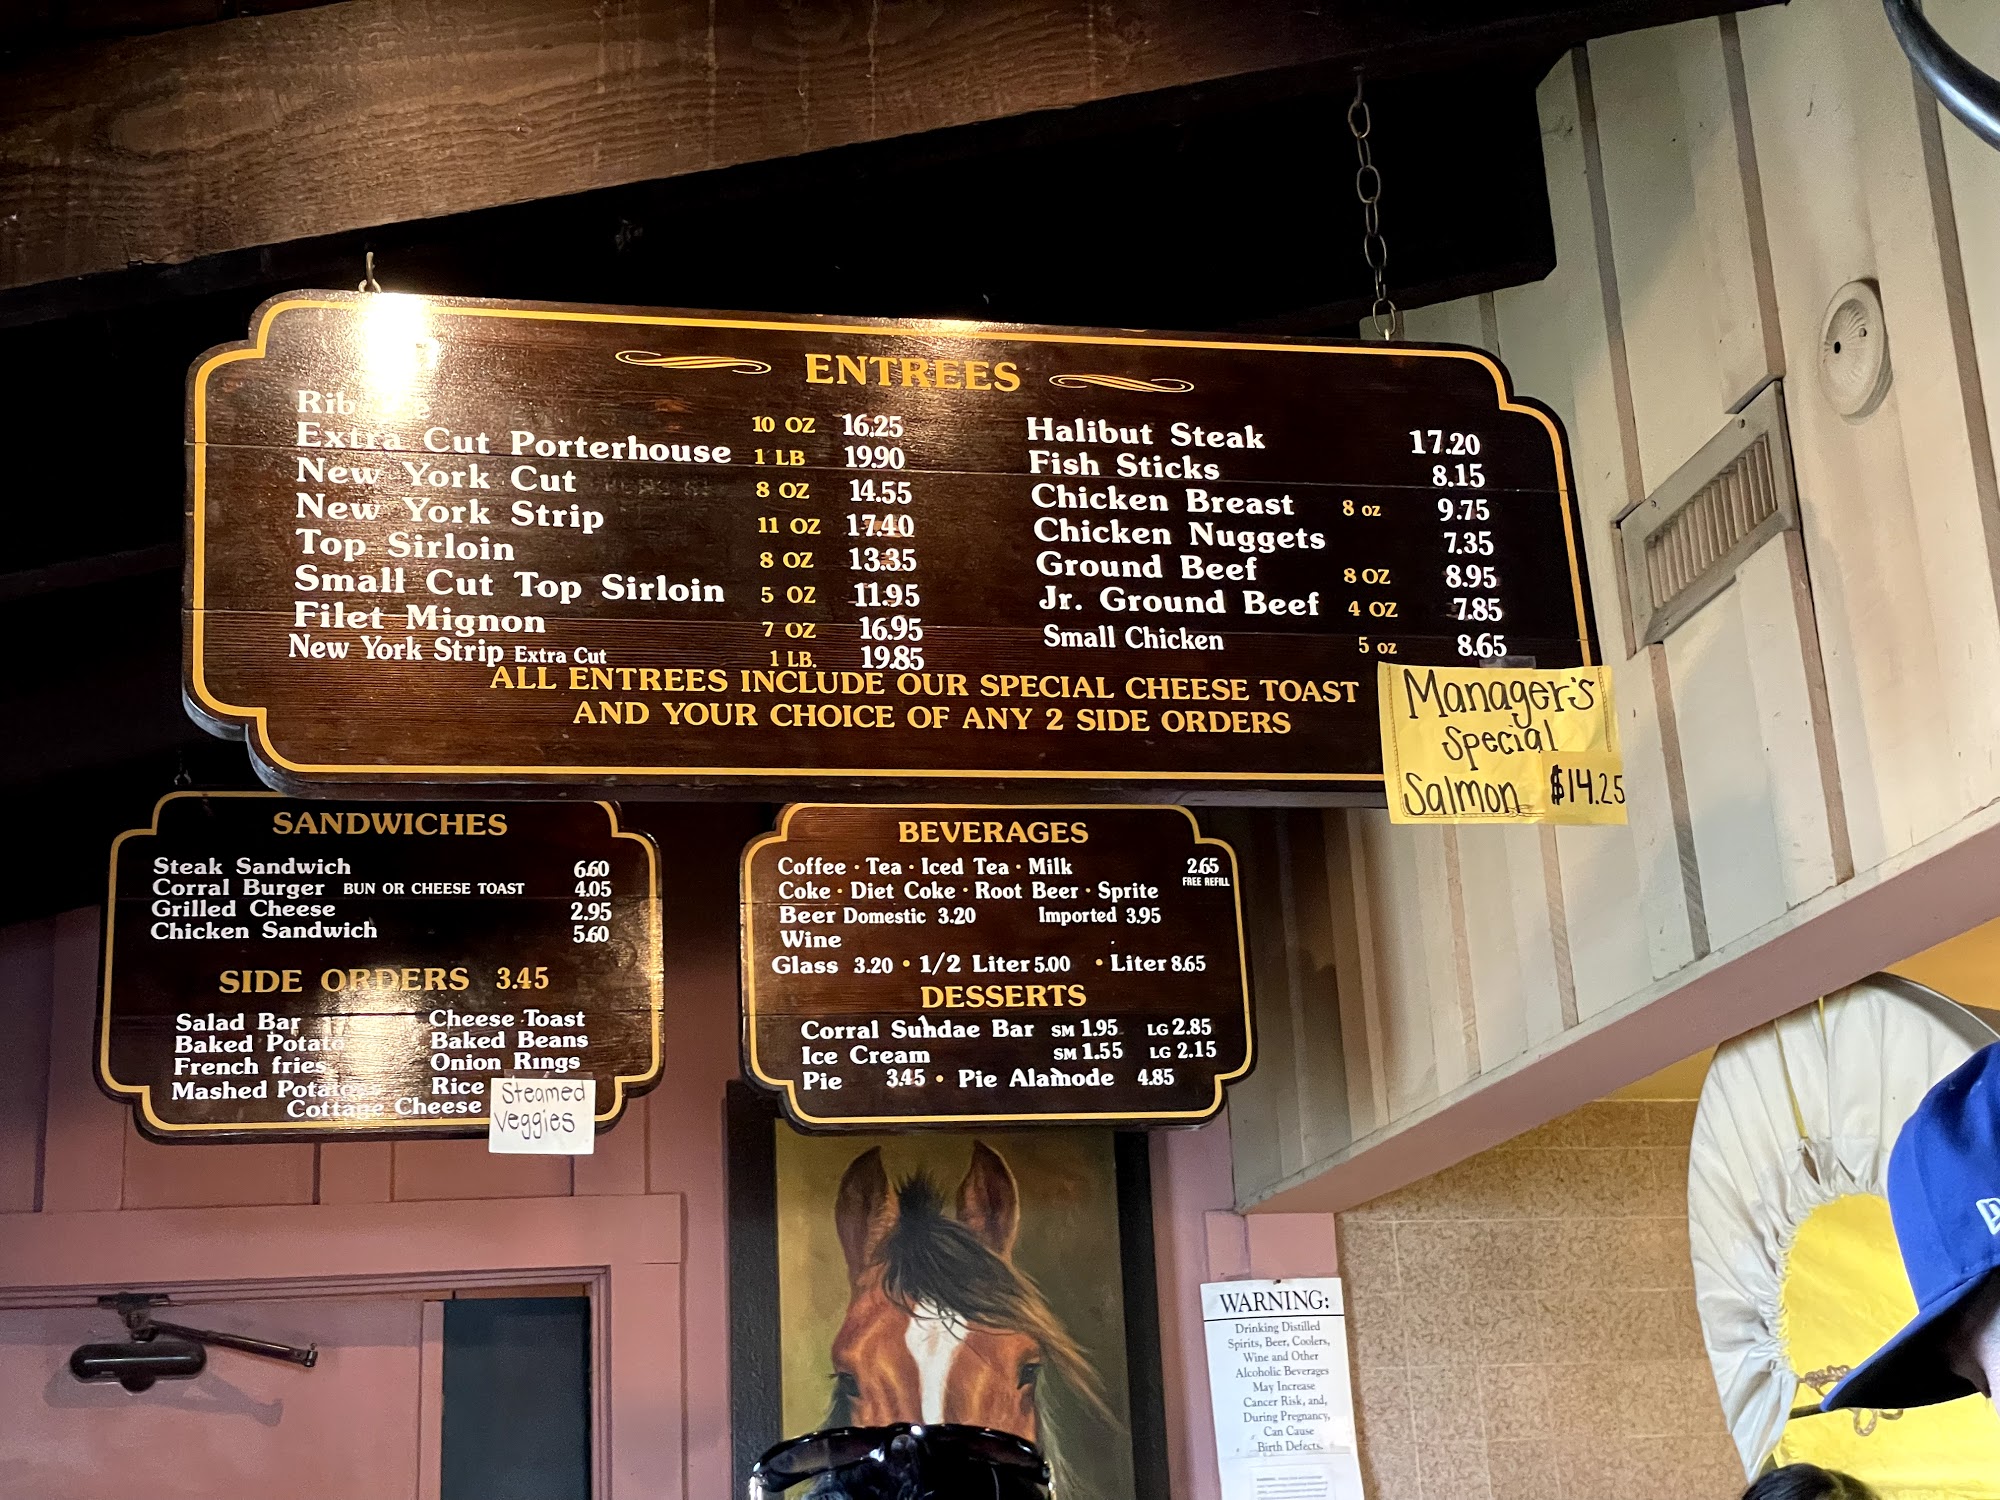 ENTREES
Rib
10 OZ 16.25
Extra Cut Porterhouse 1 LB 19.90
New York Cut 8 OZ 14.55
New York Strip 11 OZ 17.40
Top Sirloin 8 OZ 13.35
Small Cut Top Sirloin 5 OZ 11.95
Filet Mignon 7 OZ 16.95
New York Strip Extra Cut 1 LB. 19.85
Halibut Steak 17.20
Fish Sticks 8.15
Chicken Breast 8 oz 9.75
Chicken Nuggets 7.35
Ground Beef 8 OZ 8.95
Jr. Ground Beef 4 OZ 7.85
Small Chicken 5 oz 8.65
ALL ENTREES INCLUDE OUR SPECIAL CHEESE TOAST
AND YOUR CHOICE OF ANY 2 SIDE ORDERS
Manager's
Special
Salmon $14.25
SANDWICHES
Steak Sandwich 6.60
Corral Burger BUN OR CHEESE TOAST 4.05
Grilled Cheese 2.95
Chicken Sandwich 5.60
SIDE ORDERS 3.45
Salad Bar Cheese Toast
Baked Potato Baked Beans
French fries Onion Rings
Mashed Potatoes Rice
Cottage Cheese
Steamed
Veggies
BEVERAGES
Coffee · Tea · Iced Tea · Milk 2.65
FREE REFILL
Coke · Diet Coke · Root Beer · Sprite
Beer Domestic 3.20 Imported 3.95
Wine
Glass 3.20 • 1/2 Liter 5.00 • Liter 8.65
DESSERTS
Corral Sundae Bar SM 1.95 LG 2.85
Ice Cream SM 1.55 LG 2.15
Pie 3.45 • Pie Alamode 4.85
WARNING:
Drinking Distilled
Spirits, Beer, Coolers,
Wine and Other
Alcoholic Beverages
May Increase
Cancer Risk, and,
During Pregnancy,
Can Cause
Birth Defects.